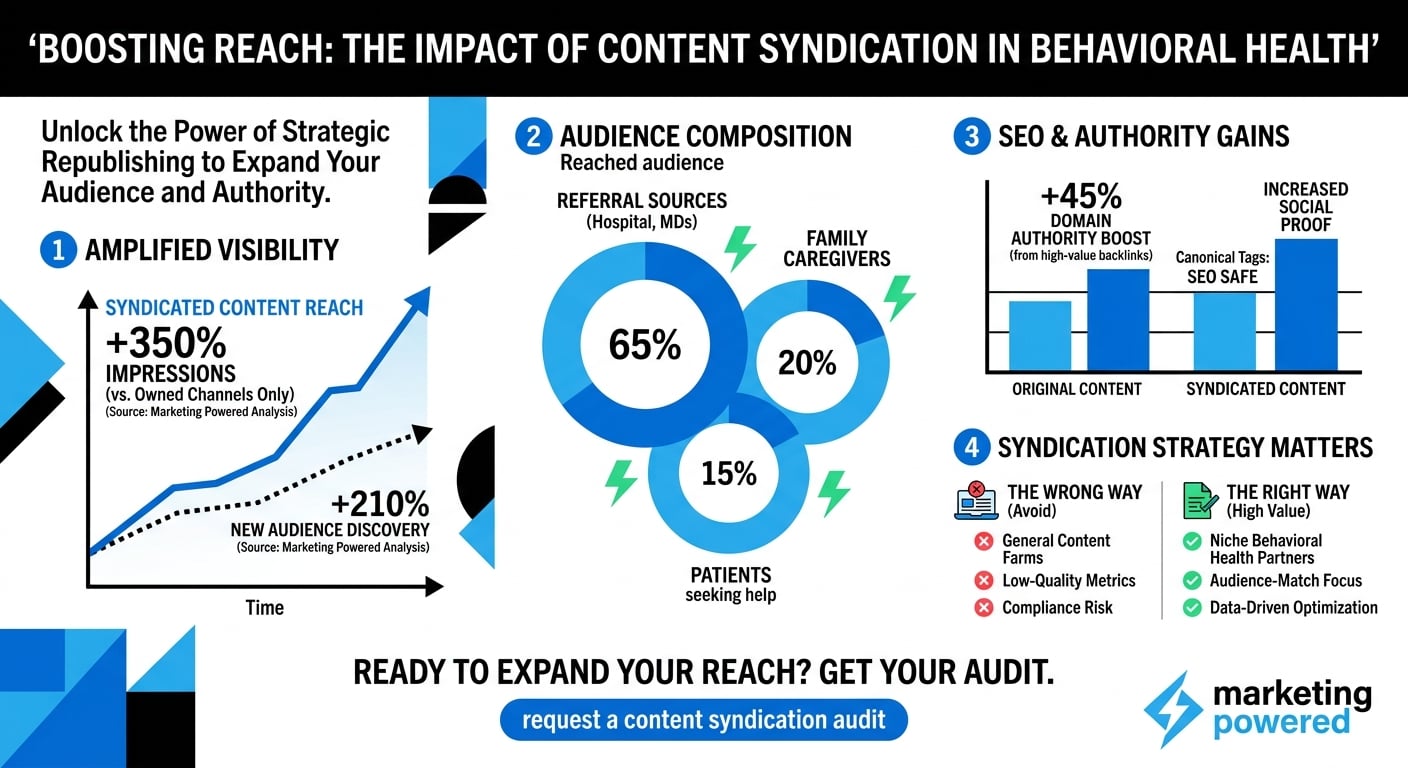 ‘BOOSTING REACH: THE IMPACT OF CONTENT SYNDICATION IN BEHAVIORAL HEALTH’
Unlock the Power of Strategic
Republishing to Expand Your
Audience and Authority.
1 AMPLIFIED VISIBILITY
SYNDICATED CONTENT REACH
+350%
IMPRESSIONS
(vs. Owned Channels Only)
(Source: Marketing Powered Analysis)
+210%
NEW AUDIENCE DISCOVERY
(Source: Marketing Powered Analysis)
Time
2 AUDIENCE COMPOSITION
Reached audience
REFERRAL SOURCES
(Hospital, MDs)
65%
FAMILY
CAREGIVERS
20%
15%
PATIENTS
seeking help
3 SEO & AUTHORITY GAINS
+45%
DOMAIN
AUTHORITY BOOST
(from high-value backlinks)
INCREASED
SOCIAL
PROOF
Canonical Tags:
SEO SAFE
ORIGINAL CONTENT
SYNDICATED CONTENT
4 SYNDICATION STRATEGY MATTERS
THE WRONG WAY
(Avoid)
General Content
Farms
Low-Quality Metrics
Compliance Risk
THE RIGHT WAY
(High Value)
Niche Behavioral
Health Partners
Audience-Match Focus
Data-Driven Optimization
READY TO EXPAND YOUR REACH? GET YOUR AUDIT.
request a content syndication audit
marketing
powered